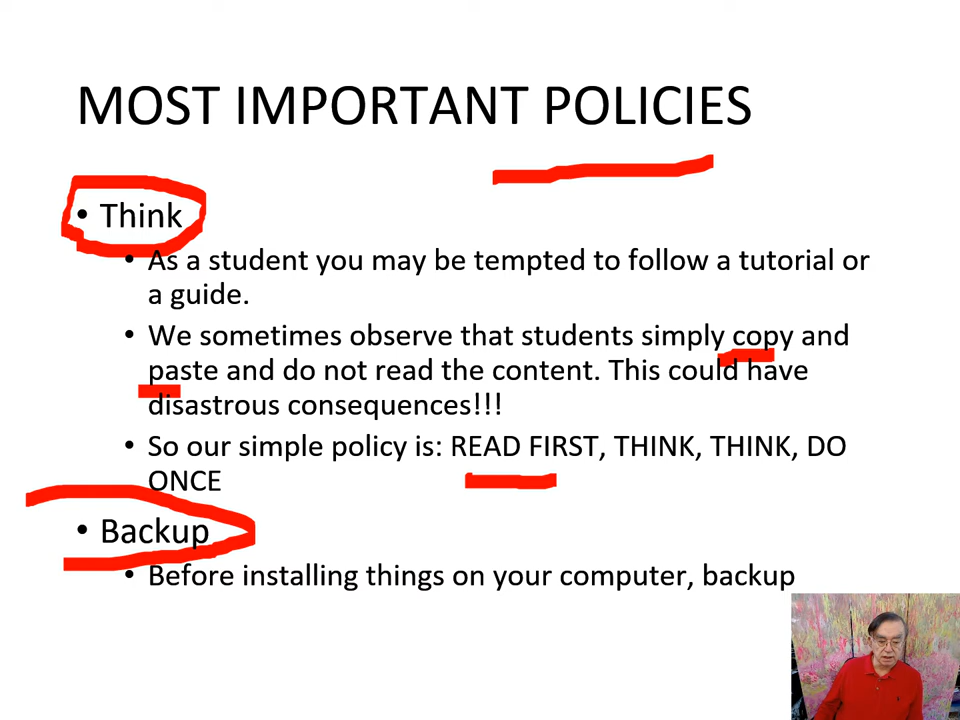 MOST IMPORTANT POLICIES
• Think
• As a student you may be tempted to follow a tutorial or
a guide.
• We sometimes observe that students simply copy and
paste and do not read the content. This could have
disastrous consequences!!!
• So our simple policy is: READ FIRST, THINK, THINK, DO
ONCE
• Backup
• Before installing things on your computer, backup